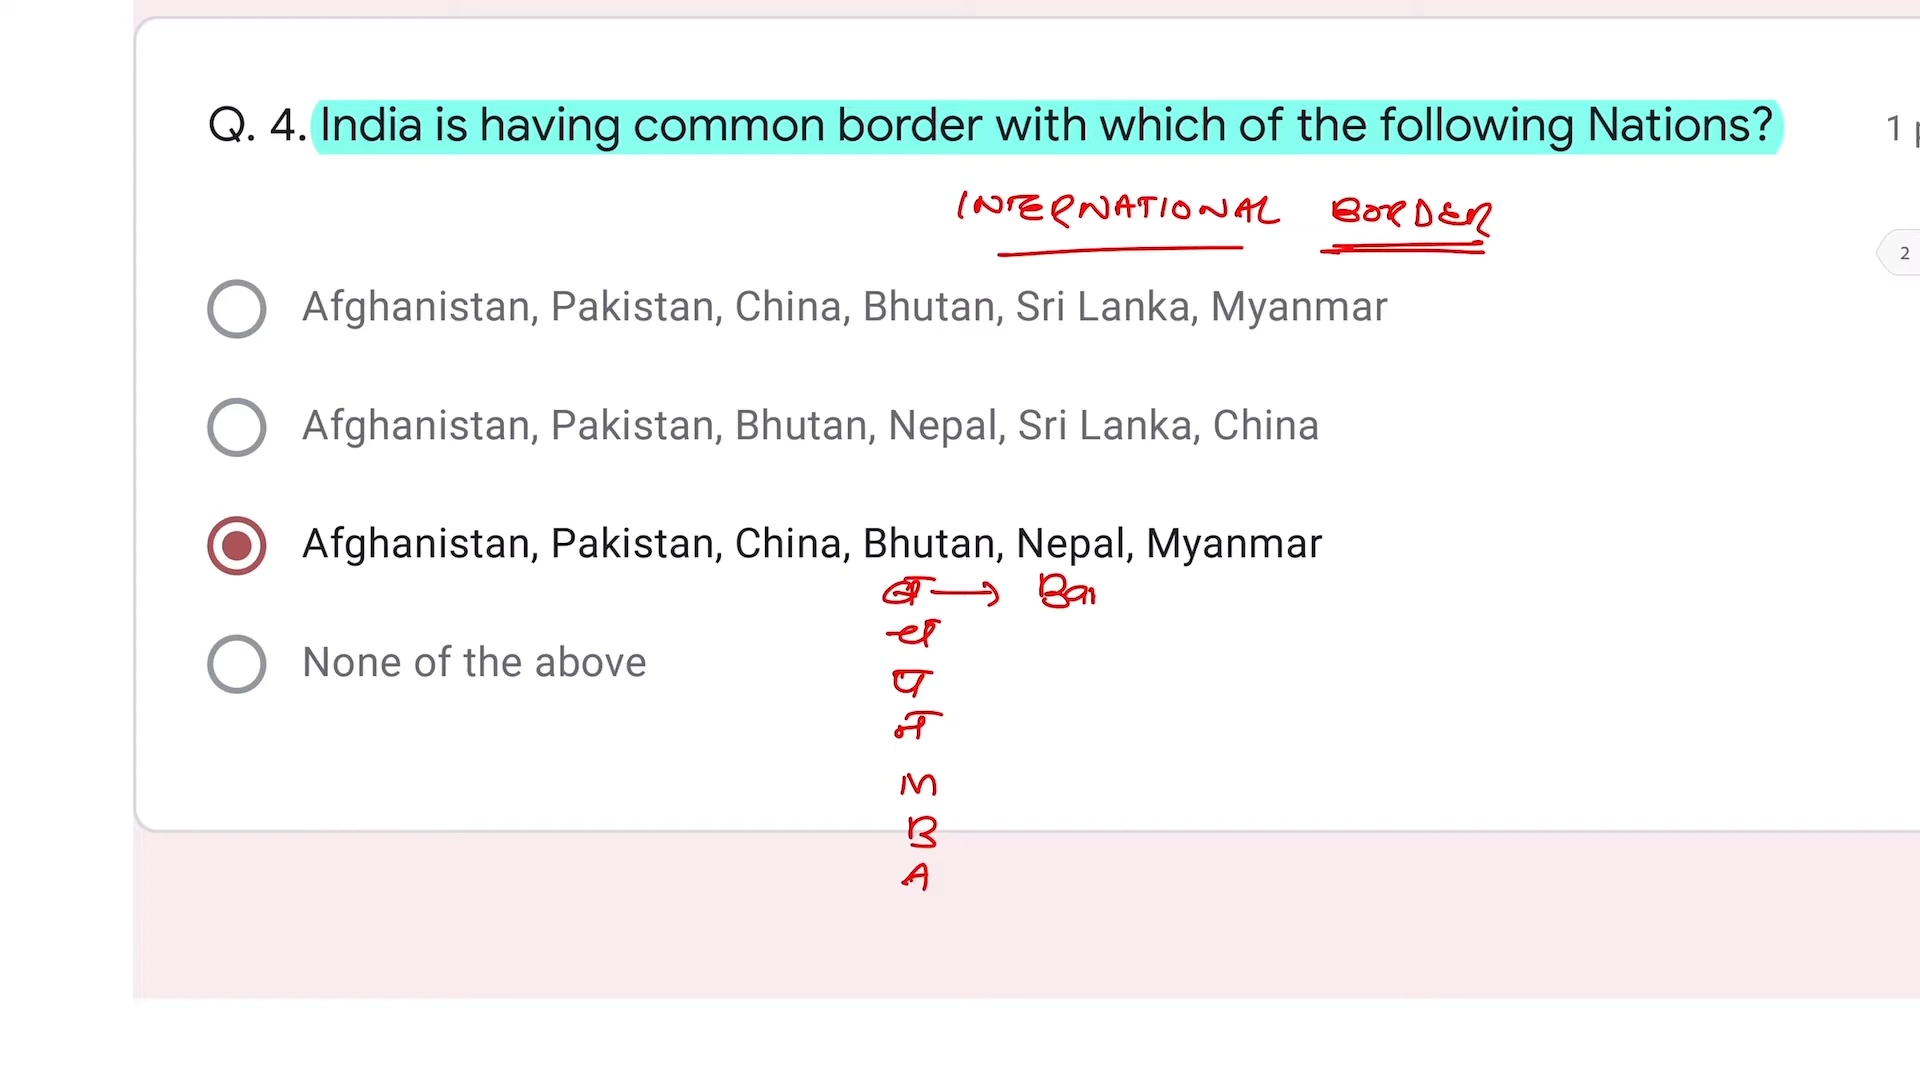 Q. 4. India is having common border with which of the following Nations?
1 p
INTERNATIONAL BORDER
2
Afghanistan, Pakistan, China, Bhutan, Sri Lanka, Myanmar
Afghanistan, Pakistan, Bhutan, Nepal, Sri Lanka, China
Afghanistan, Pakistan, China, Bhutan, Nepal, Myanmar
ब → Ban
None of the above
प
न
M
B
A